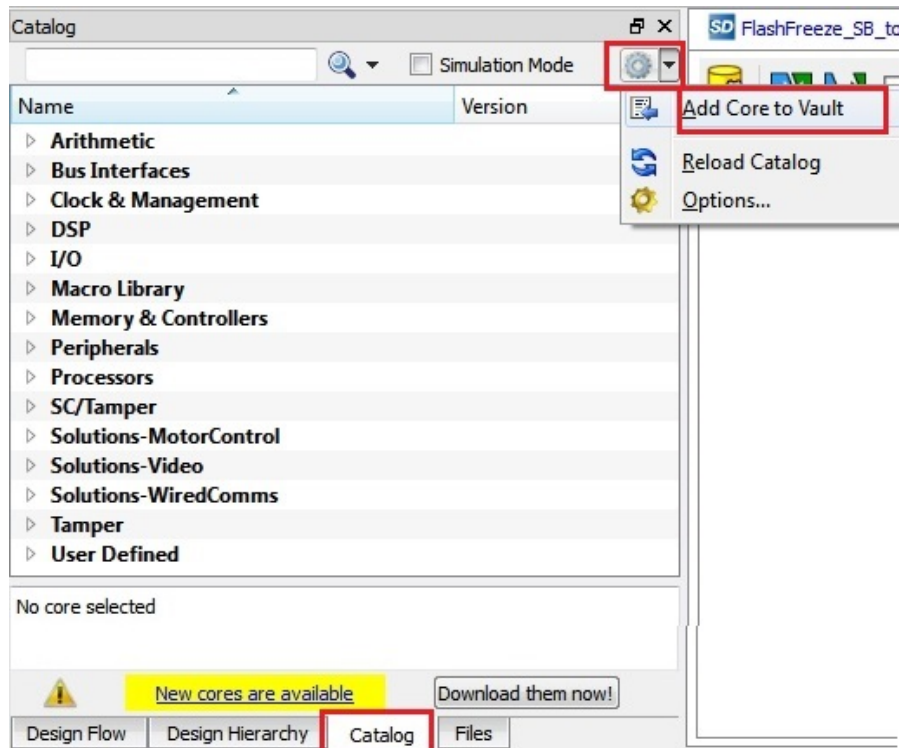 Catalog
SD FlashFreeze_SB_to
Simulation Mode
Name Version
Add Core to Vault
Reload Catalog
Options...
Arithmetic
Bus Interfaces
Clock & Management
DSP
I/O
Macro Library
Memory & Controllers
Peripherals
Processors
SC/Tamper
Solutions-MotorControl
Solutions-Video
Solutions-WiredComms
Tamper
User Defined
No core selected
New cores are available Download them now!
Design Flow Design Hierarchy Catalog Files